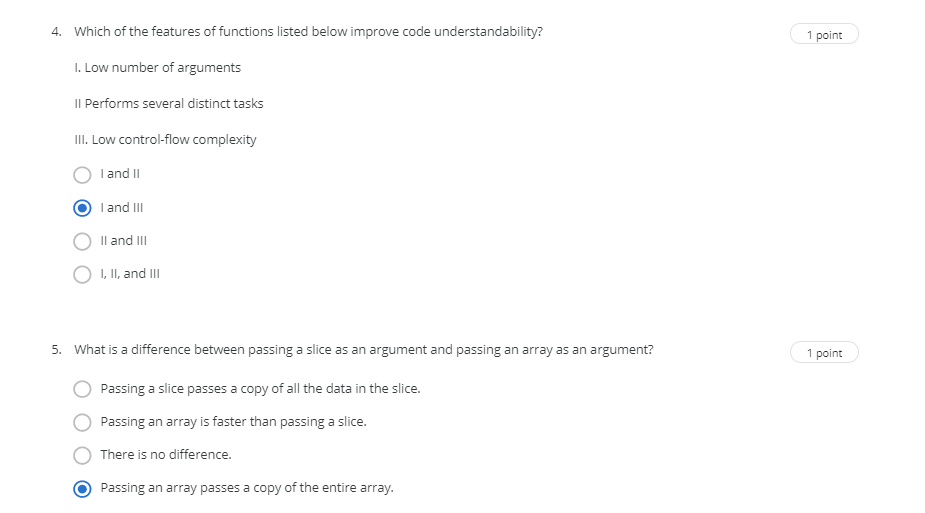 4. Which of the features of functions listed below improve code understandability?
1 point
I. Low number of arguments
II Performs several distinct tasks
III. Low control-flow complexity
I and II
I and III
II and III
I, II, and III
5. What is a difference between passing a slice as an argument and passing an array as an argument?
1 point
Passing a slice passes a copy of all the data in the slice.
Passing an array is faster than passing a slice.
There is no difference.
Passing an array passes a copy of the entire array.